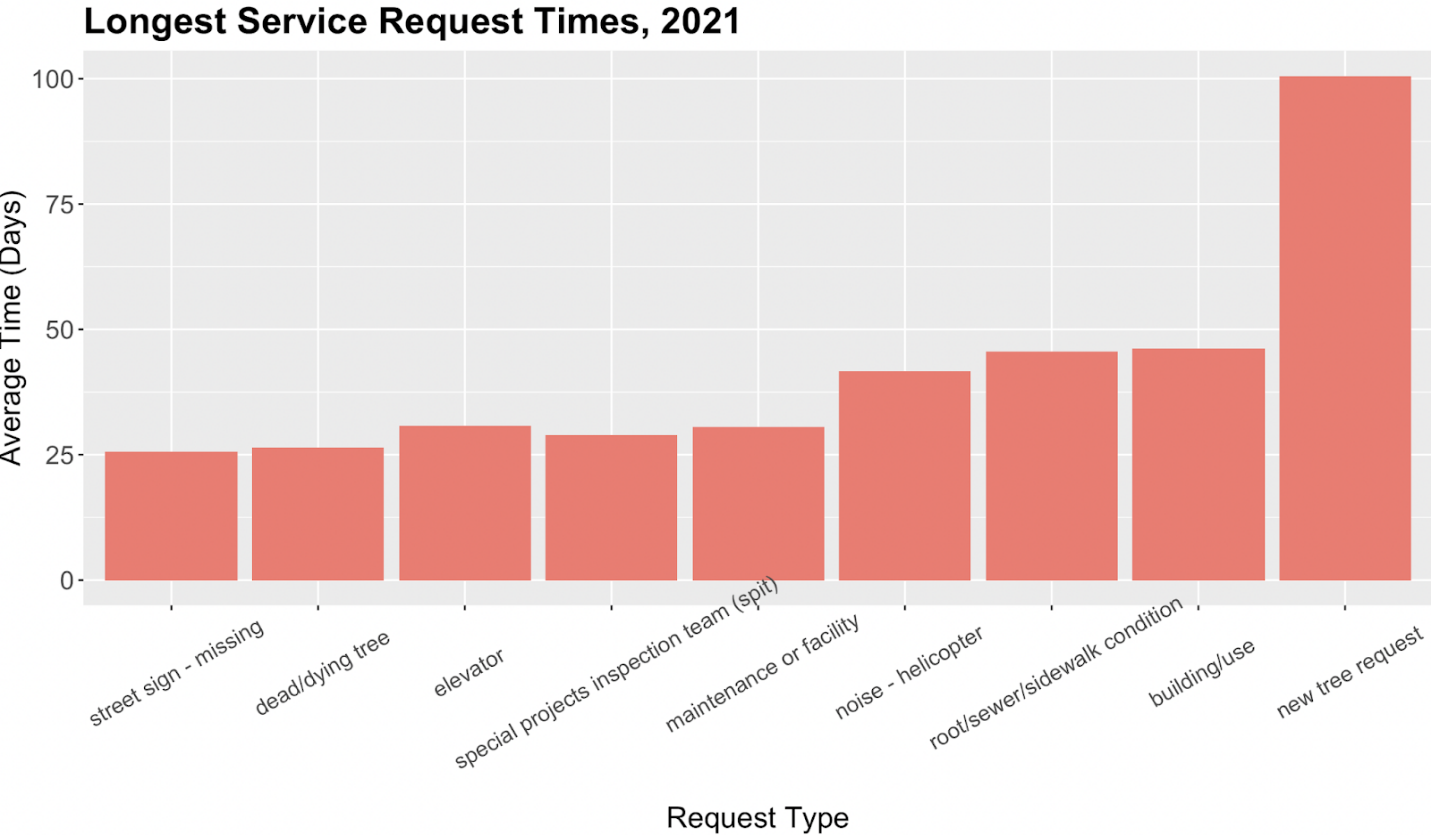 Longest Service Request Times, 2021
Average Time (Days)
100
75
50
25
0
street sign - missing
dead/dying tree
elevator
special projects inspection team (spit)
maintenance or facility
noise - helicopter
root/sewer/sidewalk condition
building/use
new tree request
Request Type